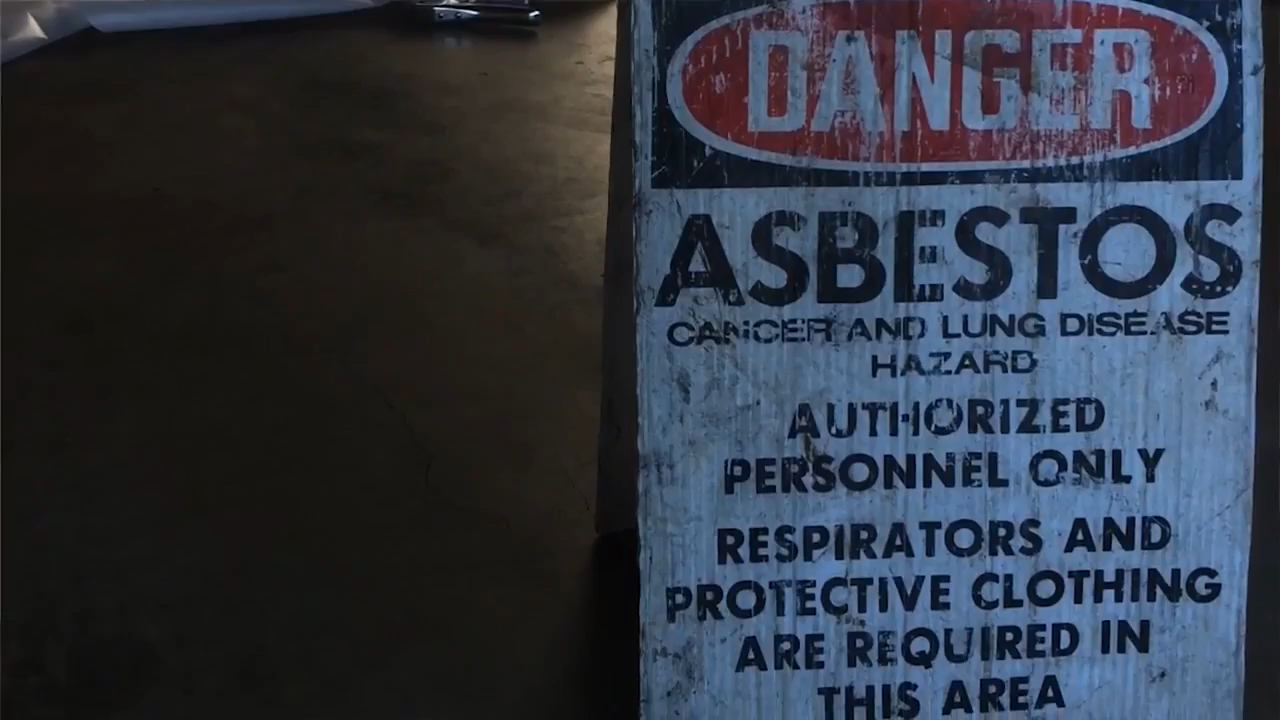 DANGER
ASBESTOS
CANCER AND LUNG DISEASE
HAZARD
AUTHORIZED
PERSONNEL ONLY
RESPIRATORS AND
PROTECTIVE CLOTHING
ARE REQUIRED IN
THIS AREA